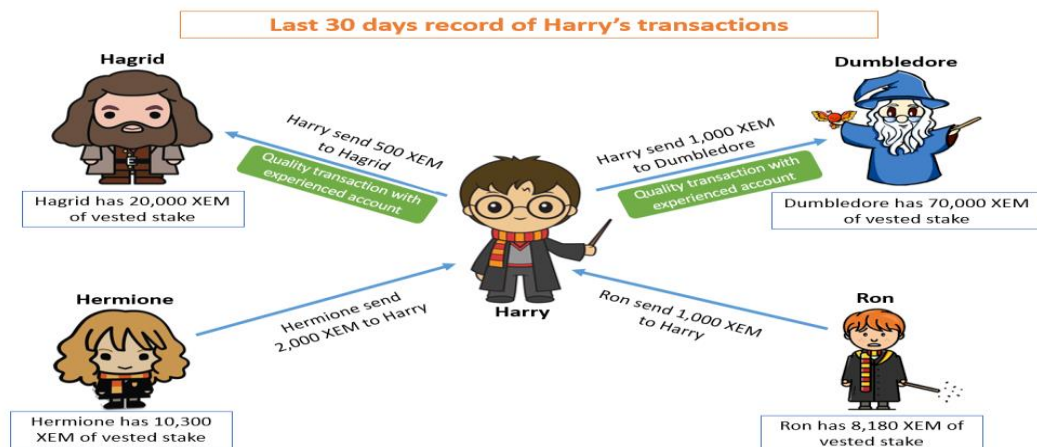 Last 30 days record of Harry's transactions
Hagrid
Dumbledore
Harry send 500 XEM
to Hagrid
Quality transaction with
experienced account
Harry send 1,000 XEM
to Dumbledore
Quality transaction with
experienced account
Hagrid has 20,000 XEM
of vested stake
Dumbledore has 70,000 XEM
of vested stake
Harry
Hermione
Hermione send
2,000 XEM to Harry
Ron send 1,000 XEM
to Harry
Ron
Hermione has 10,300
XEM of vested stake
Ron has 8,180 XEM of
vested stake